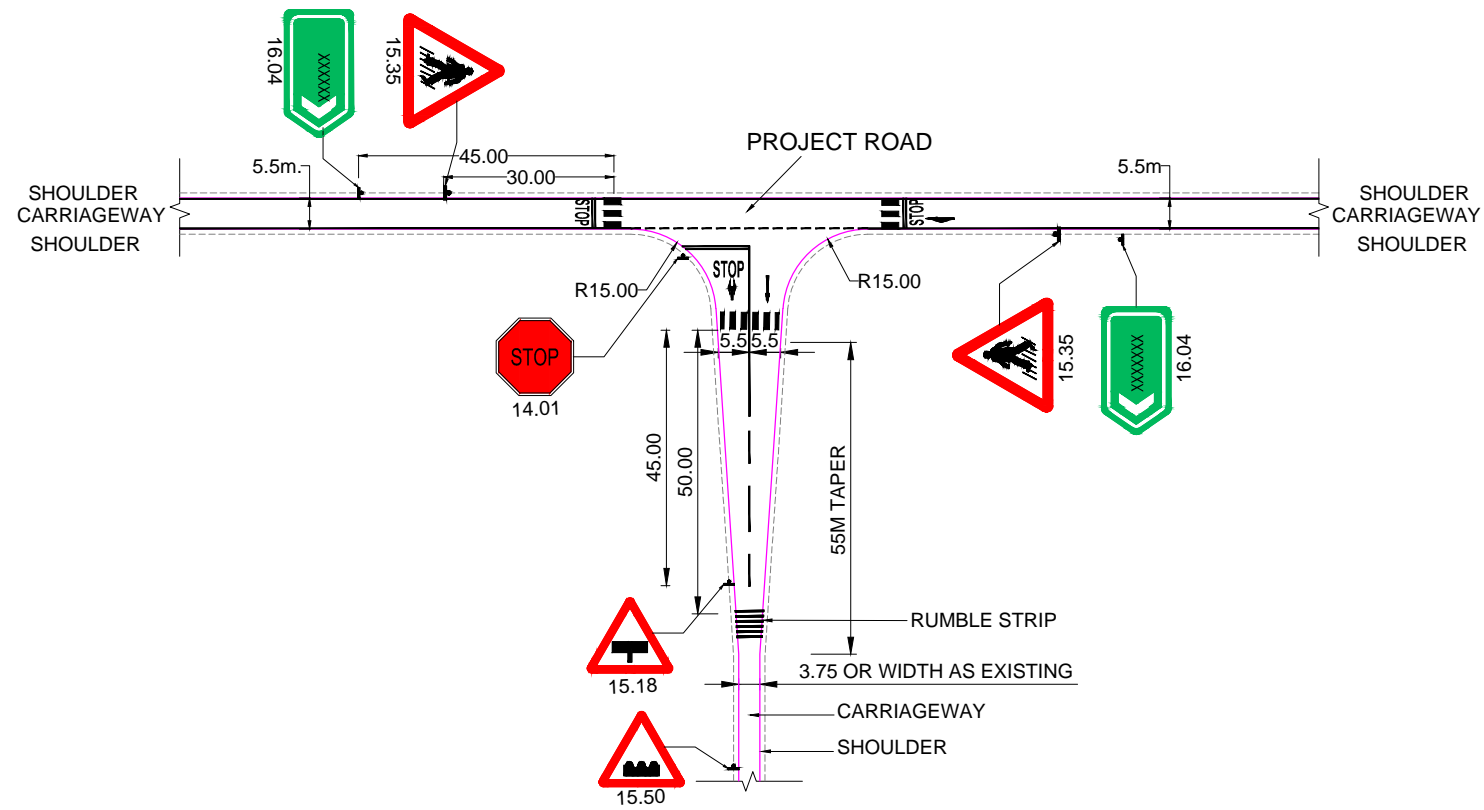 16.04
XXXXX
15.35
PROJECT ROAD
45.00
30.00
5.5m.
5.5m
SHOULDER
CARRIAGEWAY
SHOULDER
STOP
STOP
SHOULDER
CARRIAGEWAY
SHOULDER
R15.00
STOP
R15.00
5.5 5.5
STOP
14.01
15.35
XXXXXX
16.04
45.00
50.00
55M TAPER
RUMBLE STRIP
15.18
3.75 OR WIDTH AS EXISTING
CARRIAGEWAY
SHOULDER
15.50